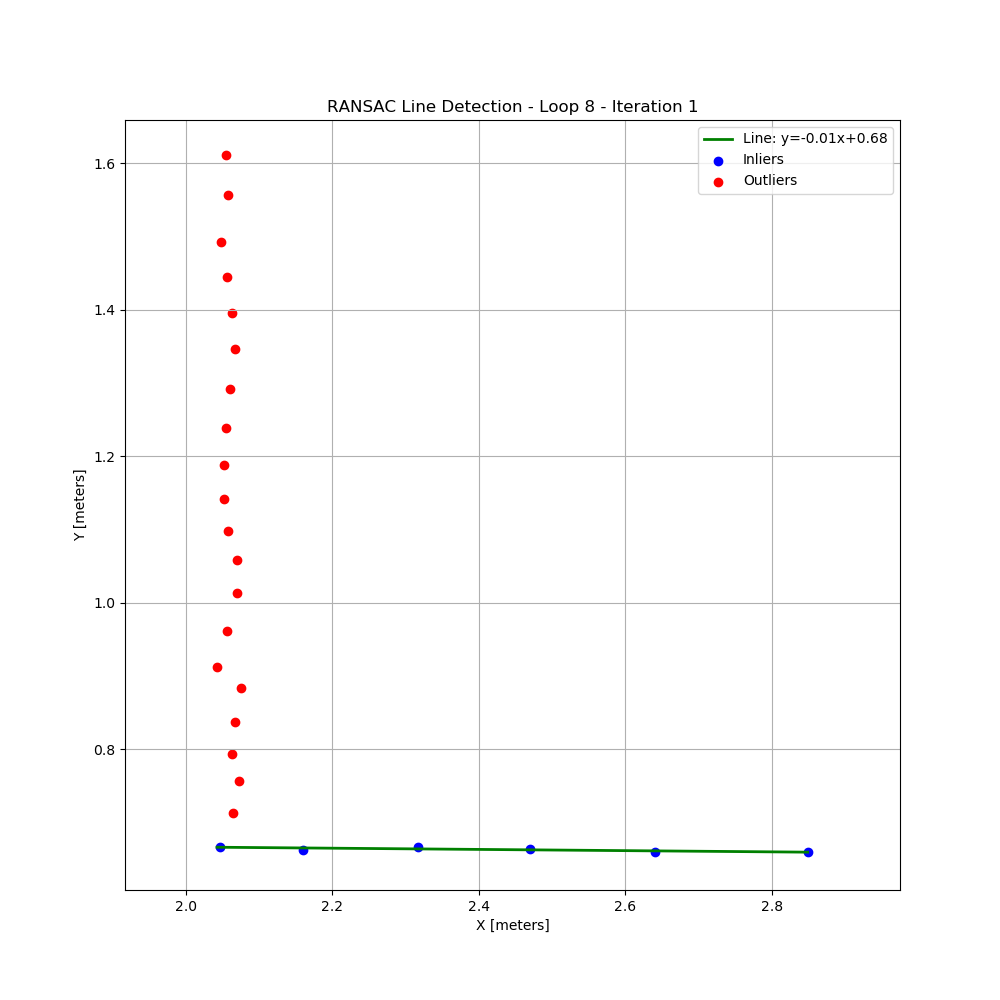 RANSAC Line Detection - Loop 8 - Iteration 1
Line: y=-0.01x+0.68
Inliers
Outliers
1.6
1.4
1.2
1.0
0.8
Y [meters]
2.0 2.2 2.4 2.6 2.8
X [meters]